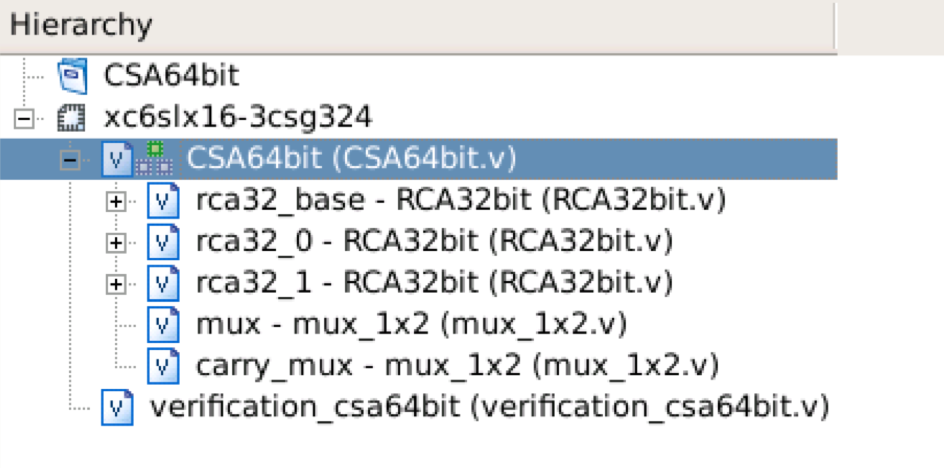 Hierarchy
CSA64bit
xc6slx16-3csg324
CSA64bit (CSA64bit.v)
rca32_base - RCA32bit (RCA32bit.v)
rca32_0 - RCA32bit (RCA32bit.v)
rca32_1 - RCA32bit (RCA32bit.v)
mux - mux_1x2 (mux_1x2.v)
carry_mux - mux_1x2 (mux_1x2.v)
verification_csa64bit (verification_csa64bit.v)